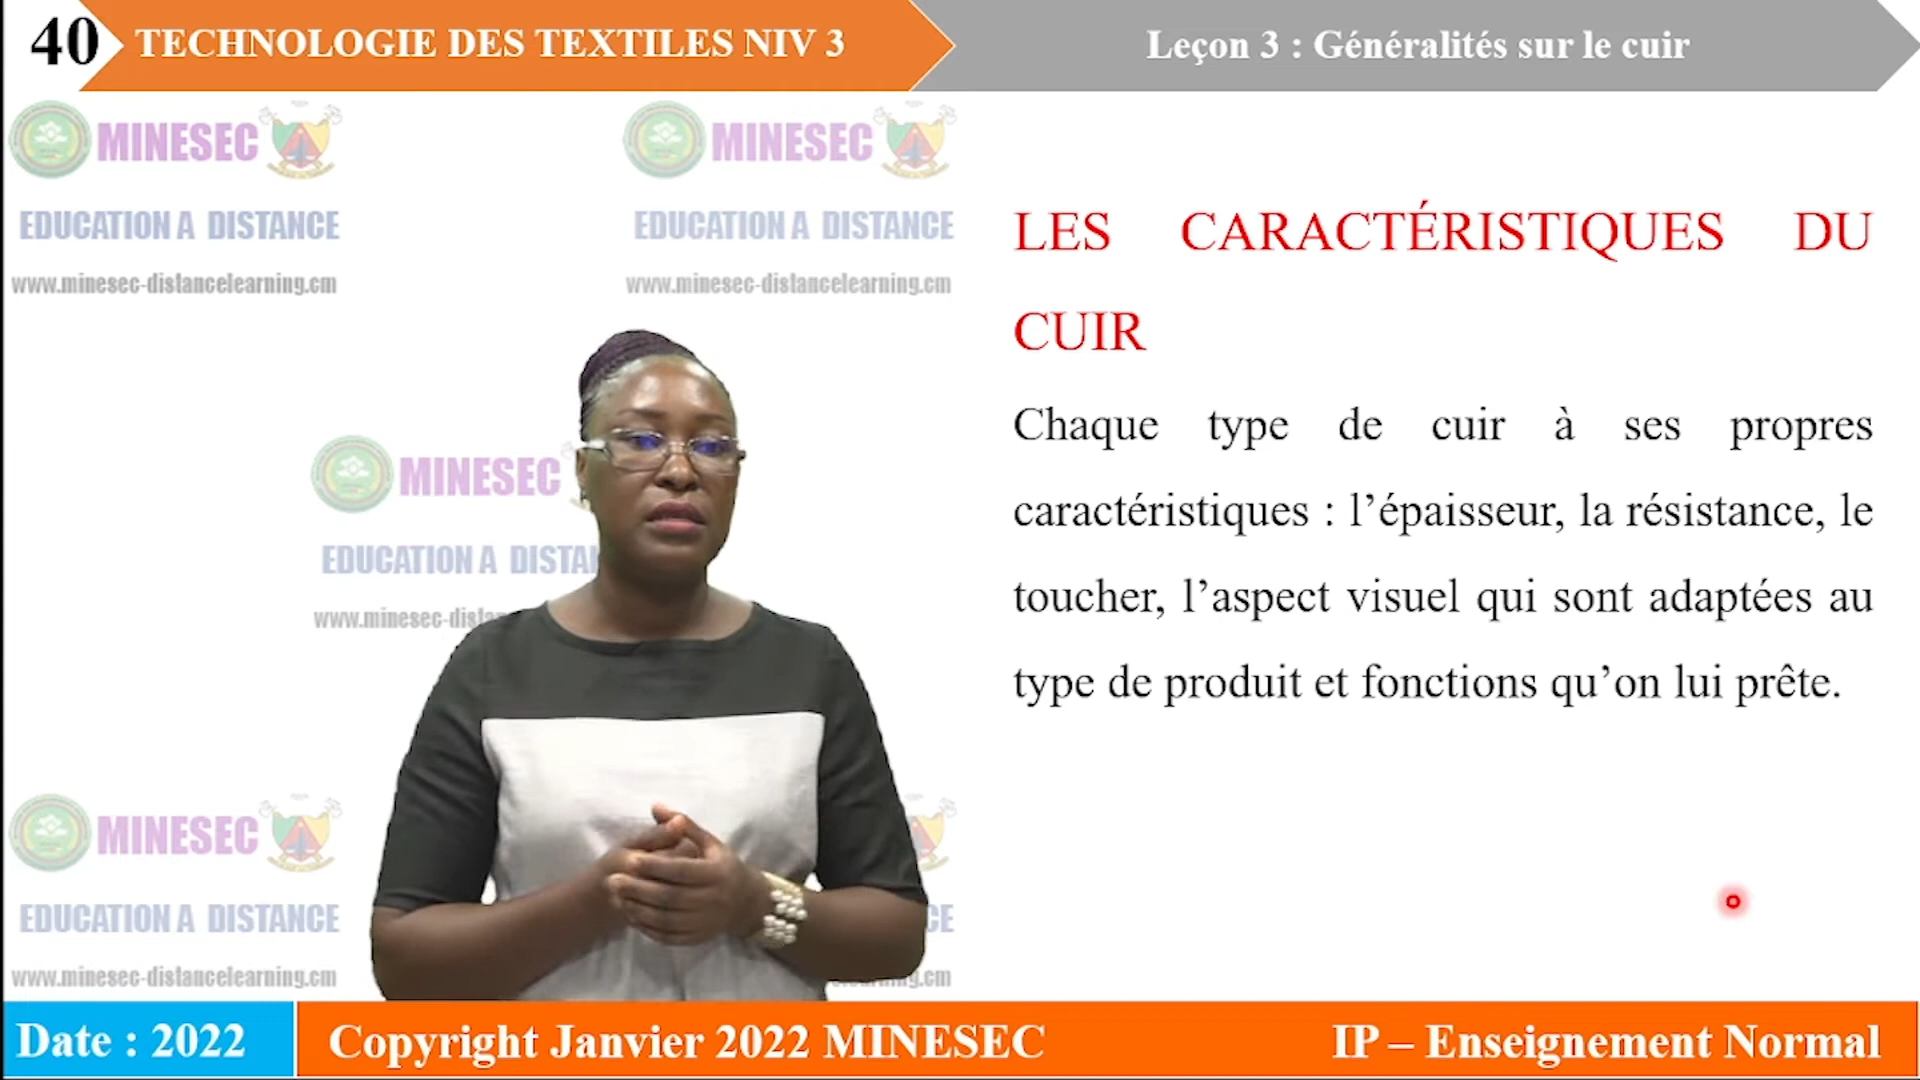 40
TECHNOLOGIE DES TEXTILES NIV 3
Leçon 3 : Généralités sur le cuir
MINESEC
EDUCATION A DISTANCE
www.minesec-distancelearning.cm
MINESEC
EDUCATION A DISTANCE
www.minesec-distancelearning.cm
LES CARACTÉRISTIQUES DU
CUIR
Chaque type de cuir à ses propres
caractéristiques : l’épaisseur, la résistance, le
toucher, l’aspect visuel qui sont adaptées au
type de produit et fonctions qu’on lui prête.
MINESEC
EDUCATION A DISTA
www.minesec-dista
MINESEC
EDUCATION A DISTANCE
www.minesec-distancelearning.cm
CE
g.cm
Date : 2022
Copyright Janvier 2022 MINESEC
IP – Enseignement Normal